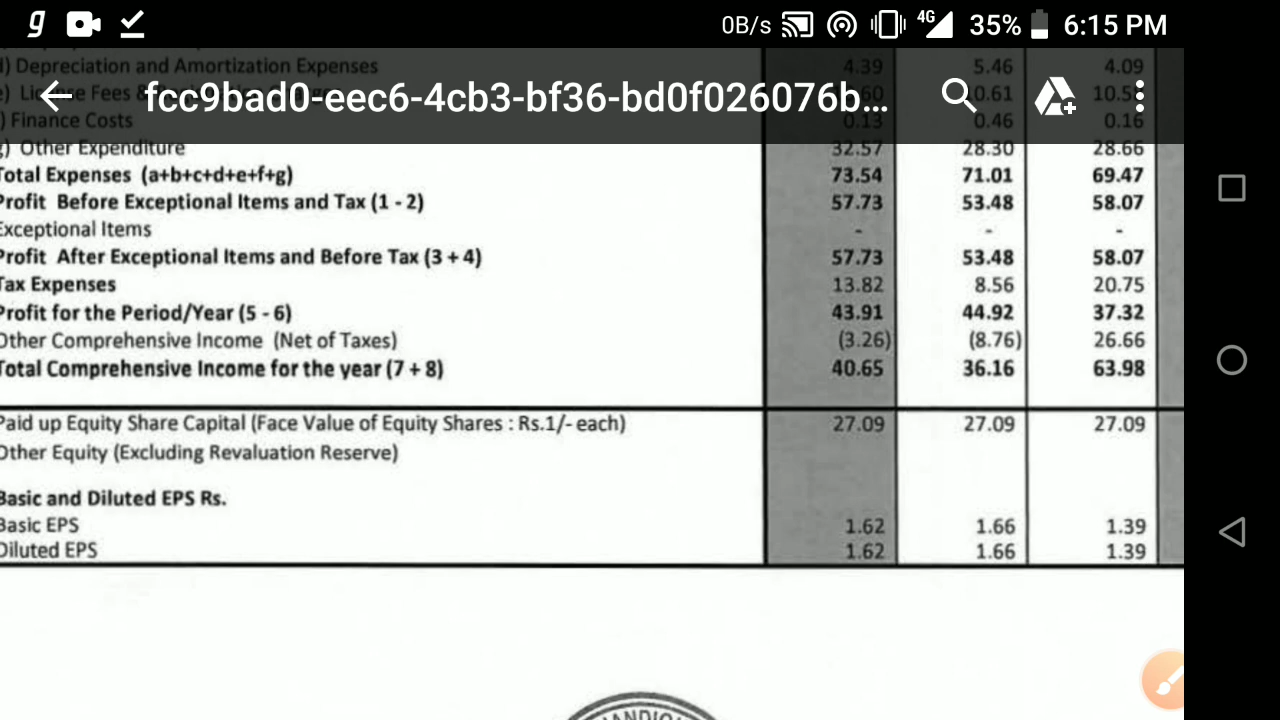 g 0B/s 4G 35% 6:15 PM
) Depreciation and Amortization Expenses 4.39 5.46 4.09
fcc9bad0-eec6-4cb3-bf36-bd0f026076b...
) Finance Costs 0.13 0.46 0.16
) Other Expenditure 32.57 28.30 28.66
Total Expenses (a+b+c+d+e+f+g) 73.54 71.01 69.47
Profit Before Exceptional Items and Tax (1 - 2) 57.73 53.48 58.07
Exceptional Items - - -
Profit After Exceptional Items and Before Tax (3 + 4) 57.73 53.48 58.07
Tax Expenses 13.82 8.56 20.75
Profit for the Period/Year (5 - 6) 43.91 44.92 37.32
Other Comprehensive Income (Net of Taxes) (3.26) (8.76) 26.66
Total Comprehensive Income for the year (7 + 8) 40.65 36.16 63.98
Paid up Equity Share Capital (Face Value of Equity Shares : Rs.1/- each) 27.09 27.09 27.09
Other Equity (Excluding Revaluation Reserve)
Basic and Diluted EPS Rs.
Basic EPS 1.62 1.66 1.39
Diluted EPS 1.62 1.66 1.39